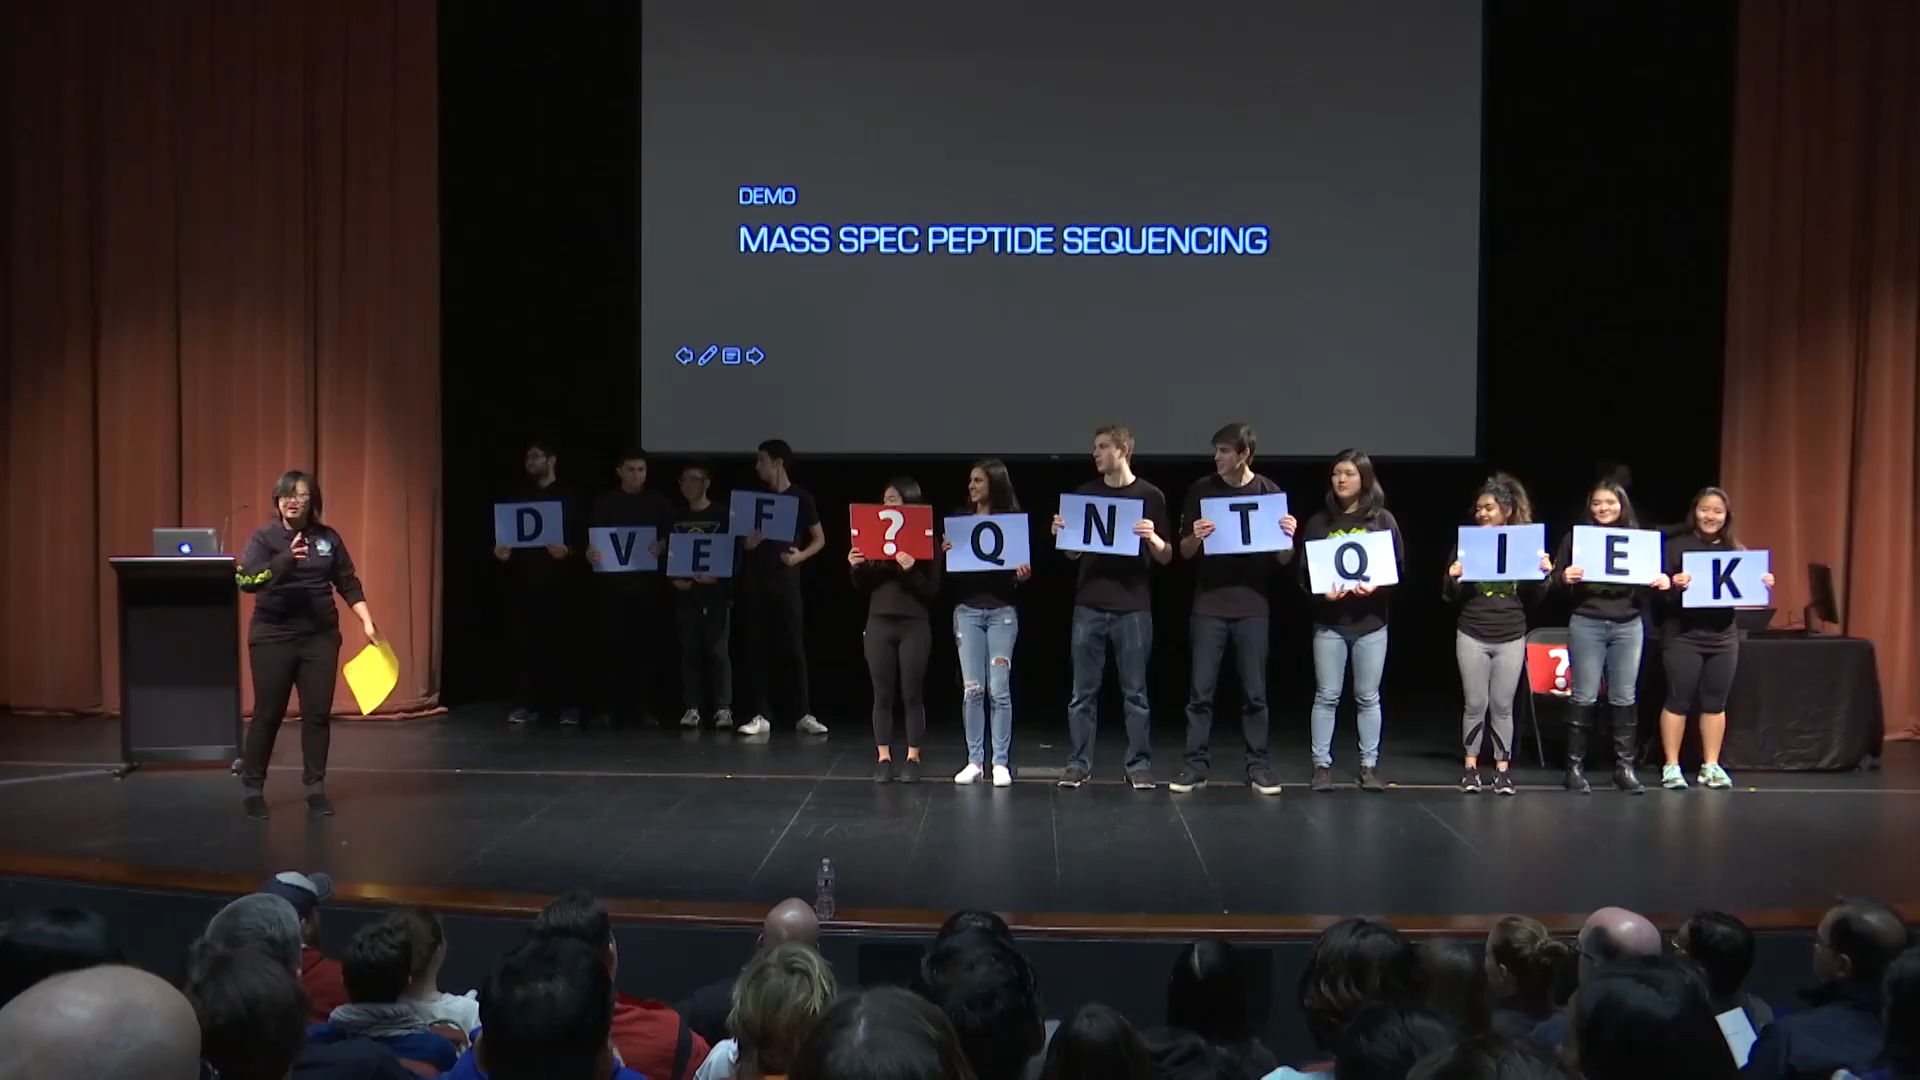 DEMO
MASS SPEC PEPTIDE SEQUENCING
D V E F ? Q N T Q I E K
?